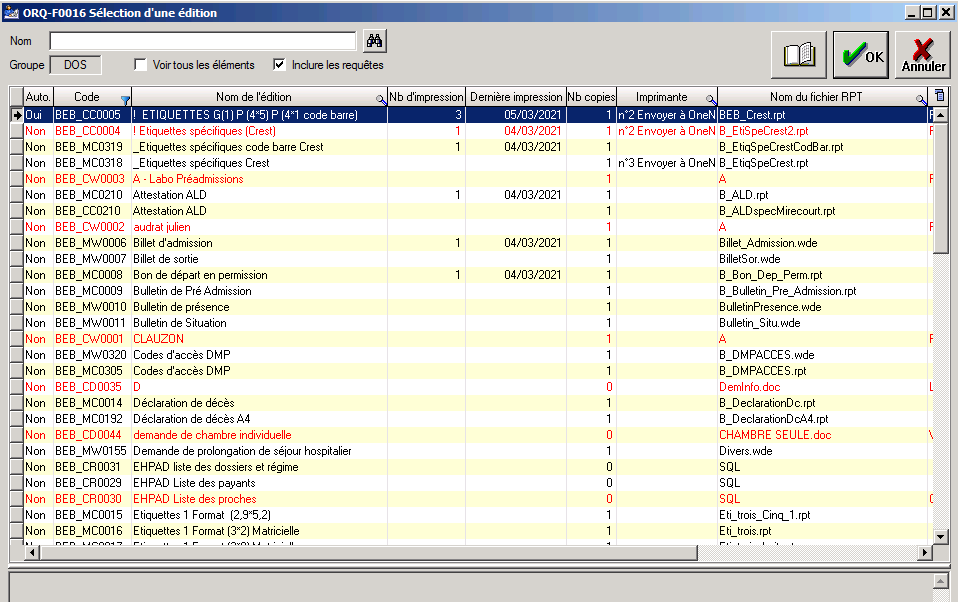 ORQ-F0016 Sélection d'une édition
Nom
Groupe DOS Voir tous les éléments Inclure les requêtes
OK
Annuler
Auto. Code Nom de l'édition Nb d'impression Dernière impression Nb copies Imprimante Nom du fichier RPT
Oui BEB_CC0005 ! ETIQUETTES G(1) P (4*5) P (4*1 code barre) 3 05/03/2021 1 n°2 Envoyer à OneN BEB_Crest.rpt
Non BEB_CC0004 ! Etiquettes spécifiques (Crest) 1 04/03/2021 1 n°2 Envoyer à OneN B_EtiSpeCrest2.rpt
Non BEB_MC0319 _Etiquettes spécifiques code barre Crest 1 04/03/2021 1 B_EtiqSpeCrestCodBar.rpt
Non BEB_MC0318 _Etiquettes spécifiques Crest 1 n°3 Envoyer à OneN B_EtiqSpeCrest.rpt
Non BEB_CW0003 A - Labo Préadmissions 1 A
Non BEB_MC0210 Attestation ALD 1 04/03/2021 1 B_ALD.rpt
Non BEB_CC0210 Attestation ALD 1 B_ALDspecMirecourt.rpt
Non BEB_CW0002 audrat julien 1 A
Non BEB_MW0006 Billet d'admission 1 04/03/2021 1 Billet_Admission.wde
Non BEB_MW0007 Billet de sortie 1 BilletSor.wde
Non BEB_MC0008 Bon de départ en permission 1 04/03/2021 1 B_Bon_Dep_Perm.rpt
Non BEB_MC0009 Bulletin de Pré Admission 1 B_Bulletin_Pre_Admission.rpt
Non BEB_MW0010 Bulletin de présence 1 BulletinPresence.wde
Non BEB_MW0011 Bulletin de Situation 1 Bulletin_Situ.wde
Non BEB_CW0001 CLAUZON 1 A
Non BEB_MW0320 Codes d'accès DMP 1 B_DMPACCES.wde
Non BEB_MC0305 Codes d'accès DMP 1 B_DMPACCES.rpt
Non BEB_CD0035 D 0 DemInfo.doc
Non BEB_MC0014 Déclaration de décès 1 B_DeclarationDc.rpt
Non BEB_MC0192 Déclaration de décès A4 1 B_DeclarationDcA4.rpt
Non BEB_CD0044 demande de chambre individuelle 0 CHAMBRE SEULE.doc
Non BEB_MW0155 Demande de prolongation de séjour hospitalier 1 Divers.wde
Non BEB_CR0031 EHPAD liste des dossiers et régime 0 SQL
Non BEB_CR0029 EHPAD Liste des payants 0 SQL
Non BEB_CR0030 EHPAD Liste des proches 0 SQL
Non BEB_MC0015 Etiquettes 1 Format (2,9*5,2) 1 Eti_trois_Cinq_1.rpt
Non BEB_MC0016 Etiquettes 1 Format (3*2) Matricielle 1 Eti_trois.rpt